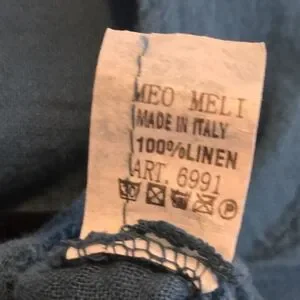 MEO MELI
MADE IN ITALY
100%LINEN
ART. 6991
P